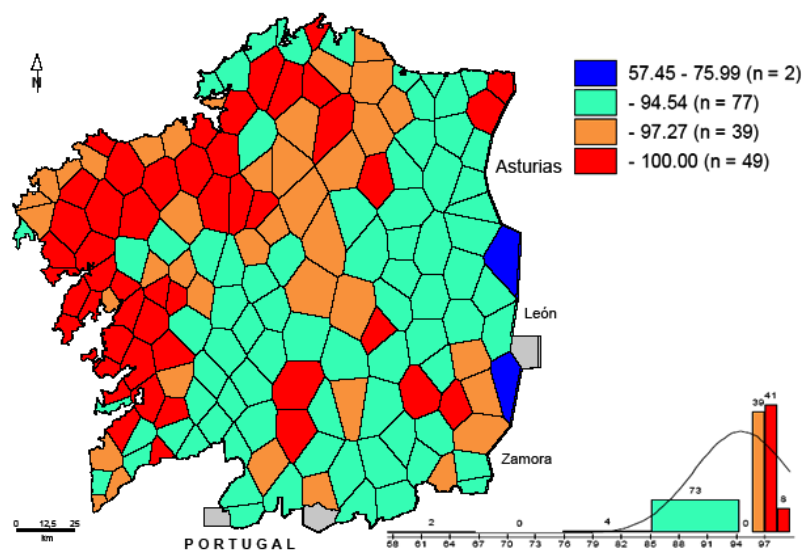 N
57.45 - 75.99 (n = 2)
- 94.54 (n = 77)
- 97.27 (n = 39)
- 100.00 (n = 49)
Asturias
León
Zamora
0 12,5 25
km
PORTUGAL
2 0 4 73 0 39 41 8
58 61 64 67 70 73 76 79 82 85 88 91 94 97